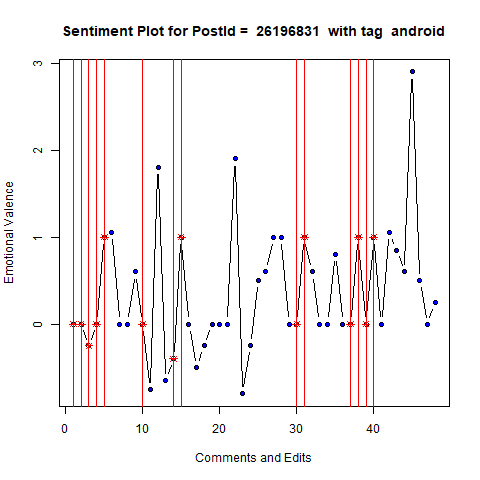 Sentiment Plot for PostId = 26196831 with tag android
Emotional Valence
3
2
1
0
0 10 20 30 40
Comments and Edits